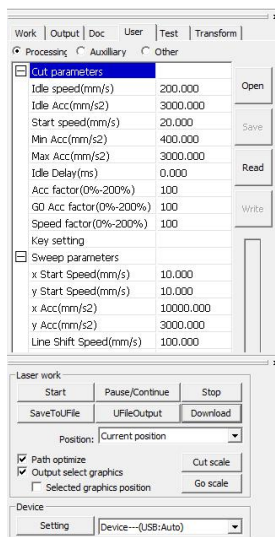 Work Output Doc User Test Transform
Processing Auxilliary Other
Cut parameters
Idle speed(mm/s) 200.000
Idle Acc(mm/s2) 3000.000
Start speed(mm/s) 20.000
Min Acc(mm/s2) 400.000
Max Acc(mm/s2) 3000.000
Idle Delay(ms) 0.000
Acc factor(0%-200%) 100
G0 Acc factor(0%-200%) 100
Speed factor(0%-200%) 100
Key setting
Sweep parameters
x Start Speed(mm/s) 10.000
y Start Speed(mm/s) 10.000
x Acc(mm/s2) 10000.000
y Acc(mm/s2) 3000.000
Line Shift Speed(mm/s) 100.000
Open
Save
Read
Write
Laser work
Start Pause/Continue Stop
SaveToUFile UFileOutput Download
Position: Current position
Path optimize Cut scale
Output select graphics
Selected graphics position Go scale
Device
Setting Device---(USB:Auto)